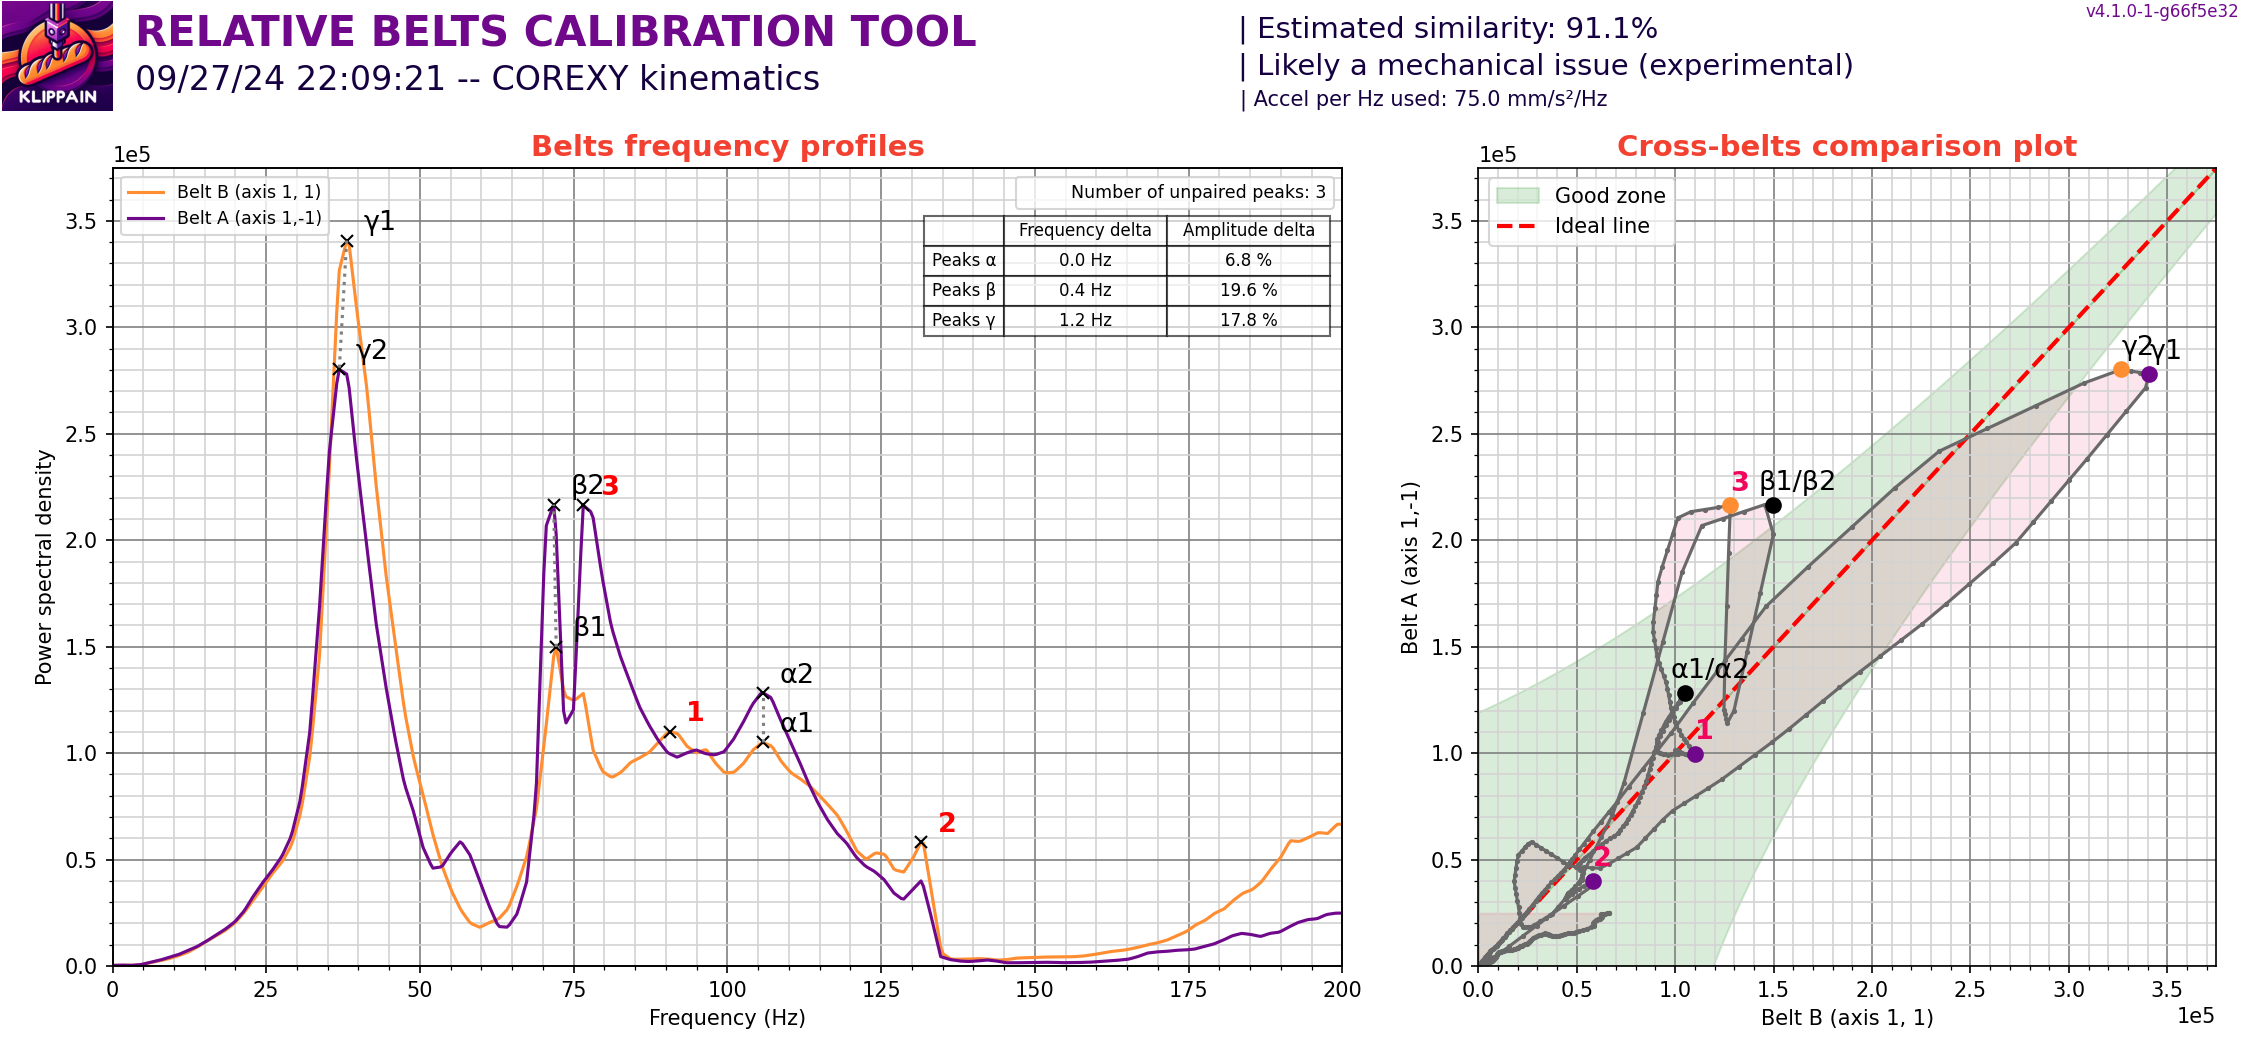 KLIPPAIN
RELATIVE BELTS CALIBRATION TOOL
09/27/24 22:09:21 -- COREXY kinematics
| Estimated similarity: 91.1%
| Likely a mechanical issue (experimental)
| Accel per Hz used: 75.0 mm/s²/Hz
v4.1.0-1-g66f5e32
Belts frequency profiles
1e5
Belt B (axis 1, 1)
Belt A (axis 1,-1)
Number of unpaired peaks: 3
Frequency delta Amplitude delta
Peaks α 0.0 Hz 6.8 %
Peaks β 0.4 Hz 19.6 %
Peaks γ 1.2 Hz 17.8 %
γ1
γ2
β2
3
β1
α2
1
α1
2
3.5
3.0
2.5
2.0
1.5
1.0
0.5
0.0
Power spectral density
0 25 50 75 100 125 150 175 200
Frequency (Hz)
Cross-belts comparison plot
1e5
Good zone
Ideal line
γ2
γ1
3
β1/β2
α1/α2
1
2
3.5
3.0
2.5
2.0
1.5
1.0
0.5
0.0
Belt A (axis 1,-1)
0.0 0.5 1.0 1.5 2.0 2.5 3.0 3.5
Belt B (axis 1, 1)
1e5